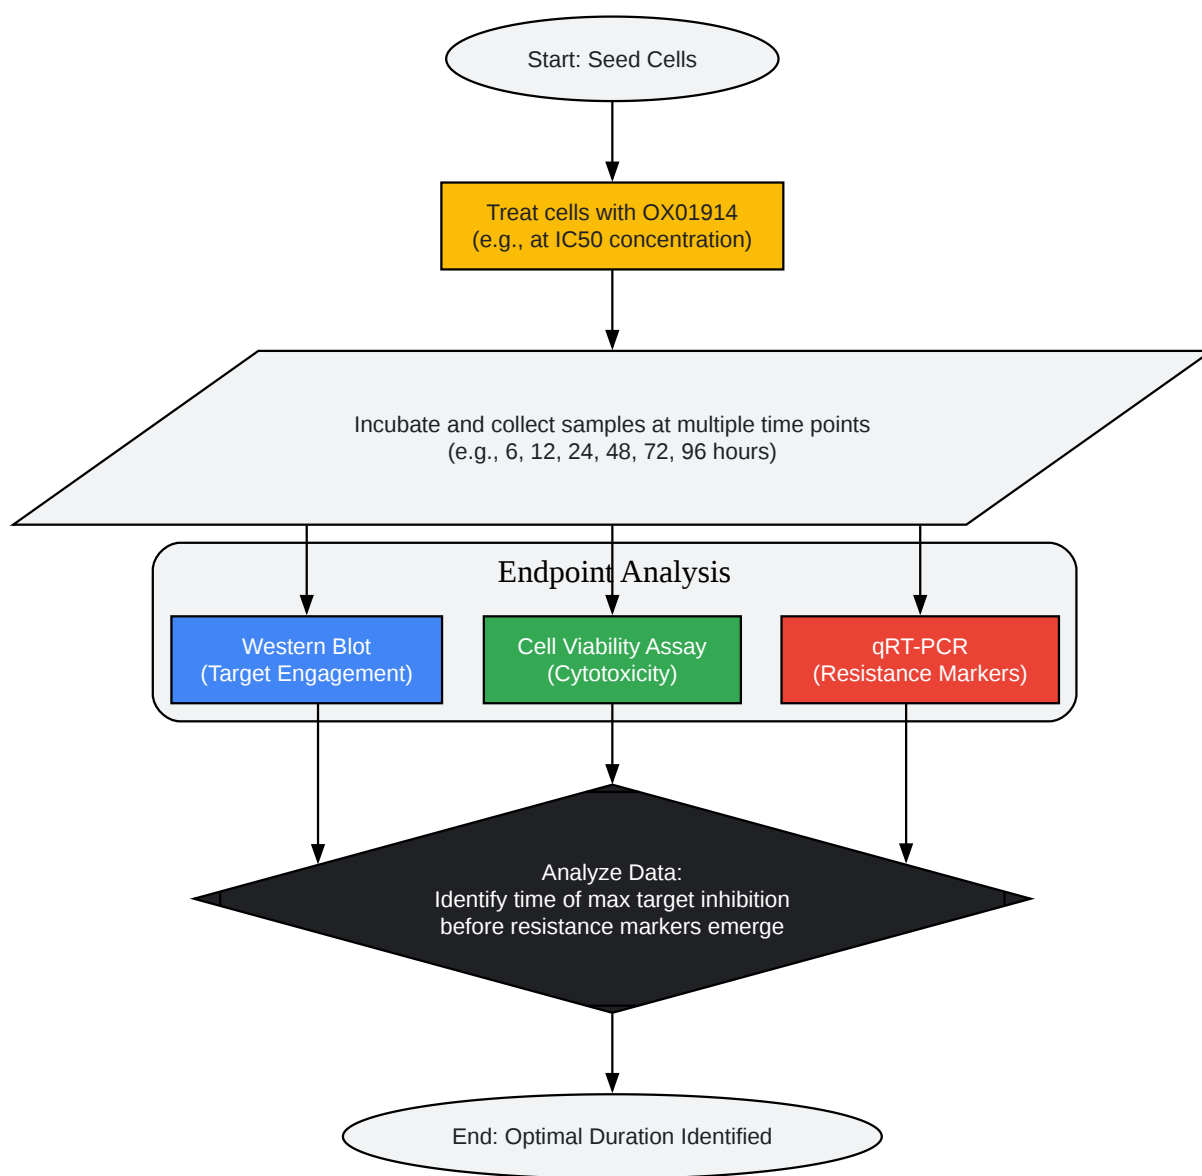 Start: Seed Cells
Treat cells with OX01914
(e.g., at IC50 concentration)
Incubate and collect samples at multiple time points
(e.g., 6, 12, 24, 48, 72, 96 hours)
Endpoint Analysis
Western Blot
(Target Engagement)
Cell Viability Assay
(Cytotoxicity)
qRT-PCR
(Resistance Markers)
Analyze Data:
Identify time of max target inhibition
before resistance markers emerge
End: Optimal Duration Identified